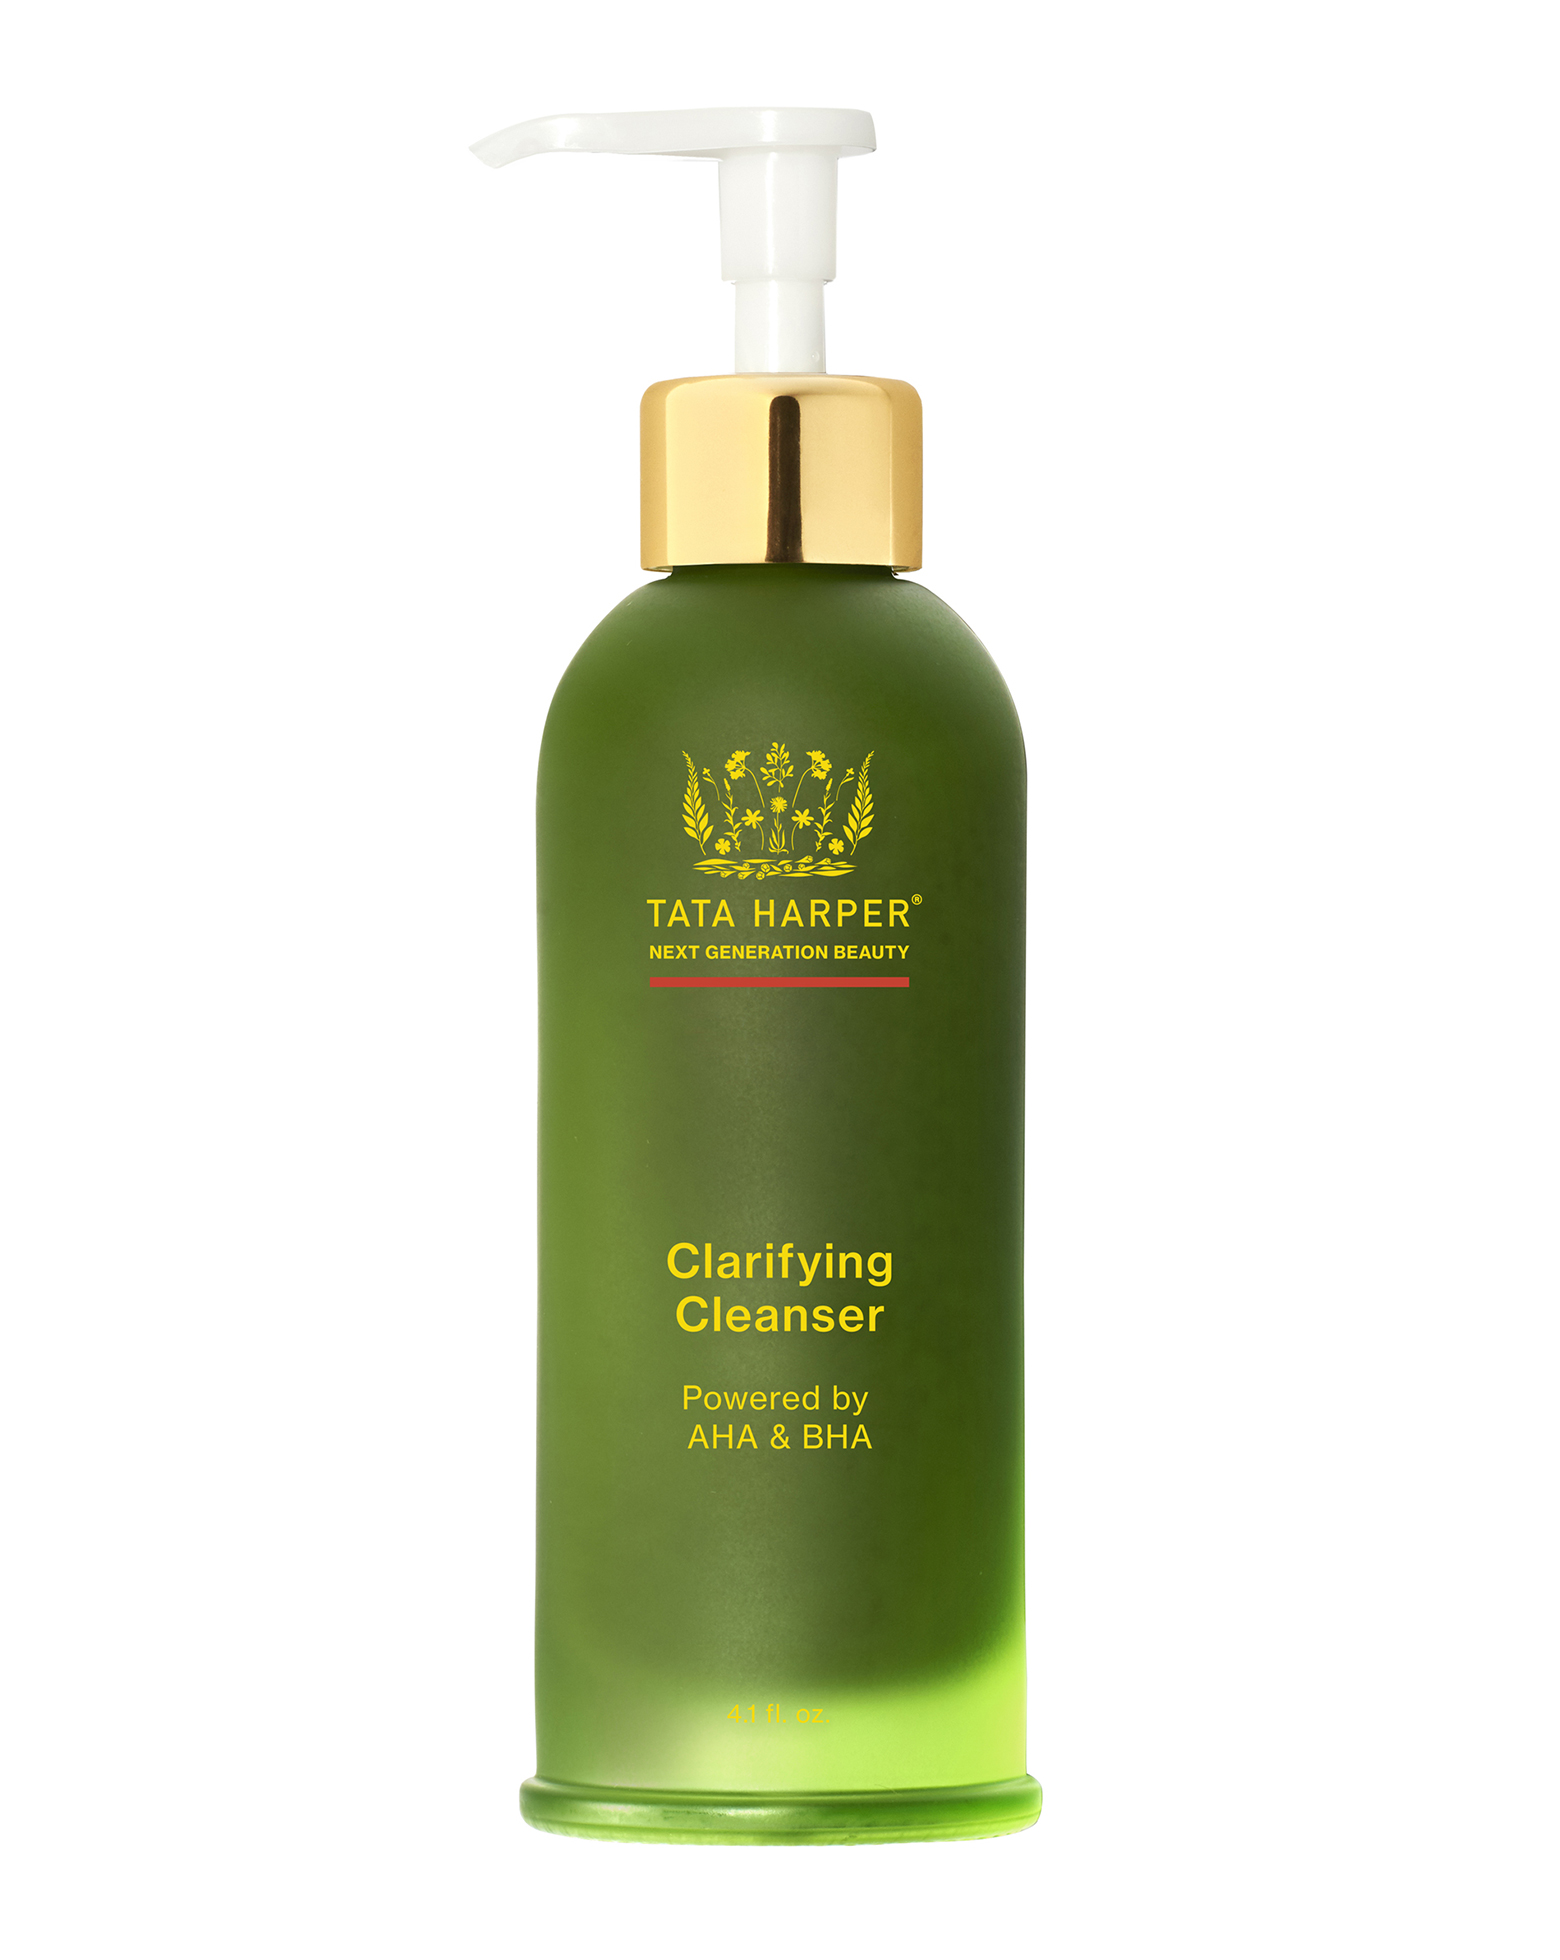 TATA HARPER®
NEXT GENERATION BEAUTY
Clarifying
Cleanser
Powered by
AHA & BHA
4.1 fl. oz.